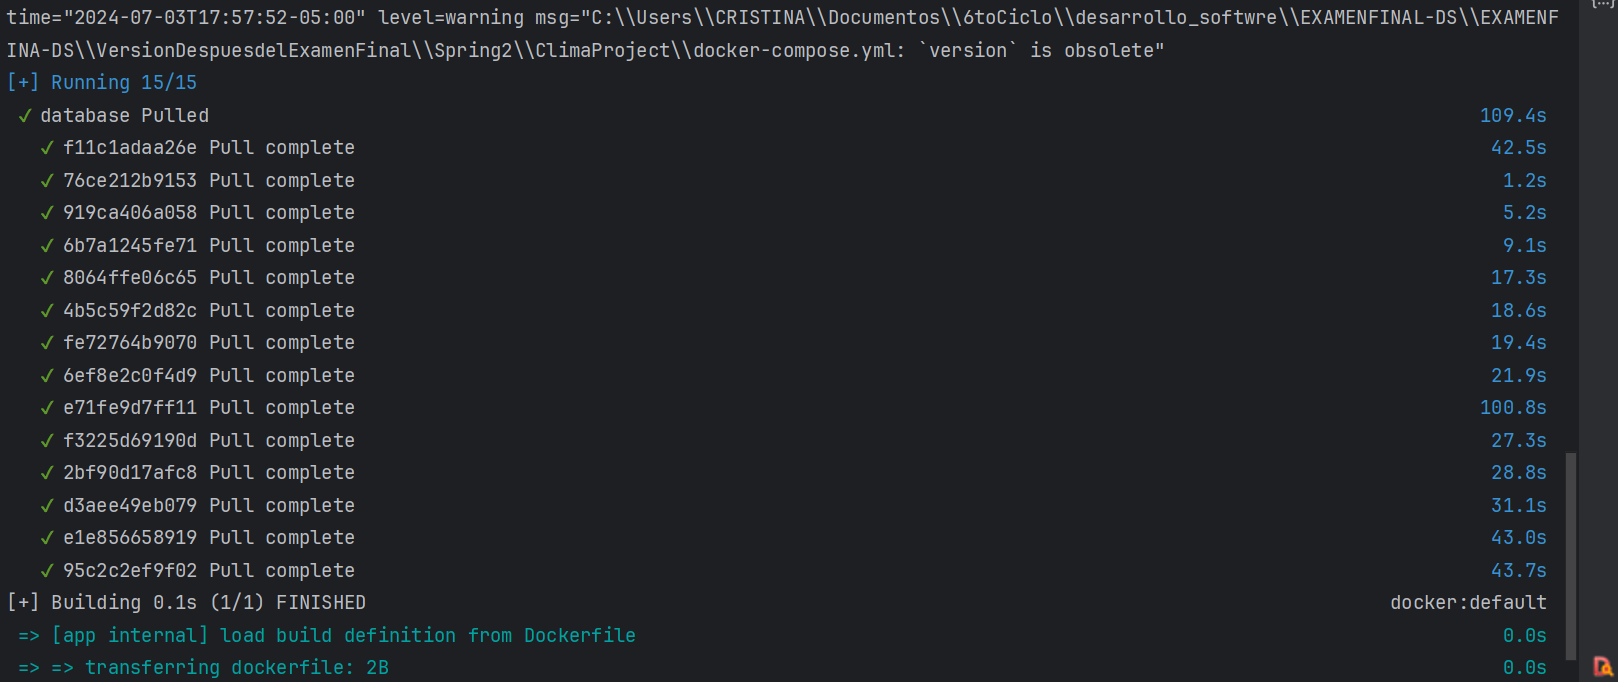 time="2024-07-03T17:57:52-05:00" level=warning msg="C:\\Users\\CRISTINA\\Documentos\\6toCiclo\\desarrollo_softwre\\EXAMENFINAL-DS\\EXAMENF
INA-DS\\VersionDespuesdelExamenFinal\\Spring2\\ClimaProject\\docker-compose.yml: `version` is obsolete"
[+] Running 15/15
✓ database Pulled 109.4s
✓ f11c1adaa26e Pull complete 42.5s
✓ 76ce212b9153 Pull complete 1.2s
✓ 919ca406a058 Pull complete 5.2s
✓ 6b7a1245fe71 Pull complete 9.1s
✓ 8064ffe06c65 Pull complete 17.3s
✓ 4b5c59f2d82c Pull complete 18.6s
✓ fe72764b9070 Pull complete 19.4s
✓ 6ef8e2c0f4d9 Pull complete 21.9s
✓ e71fe9d7ff11 Pull complete 100.8s
✓ f3225d69190d Pull complete 27.3s
✓ 2bf90d17afc8 Pull complete 28.8s
✓ d3aee49eb079 Pull complete 31.1s
✓ e1e856658919 Pull complete 43.0s
✓ 95c2c2ef9f02 Pull complete 43.7s
[+] Building 0.1s (1/1) FINISHED docker:default
=> [app internal] load build definition from Dockerfile 0.0s
=> => transferring dockerfile: 2B 0.0s